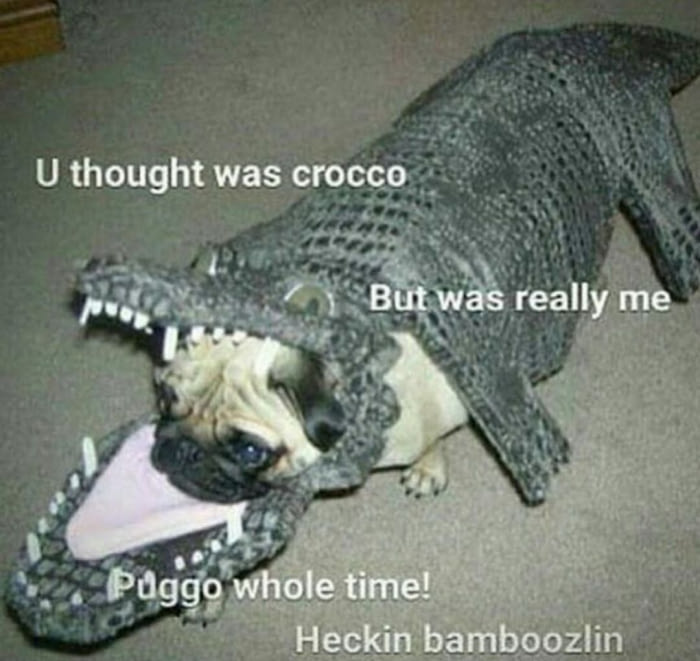 U thought was crocco
But was really me
Puggo whole time!
Heckin bamboozlin